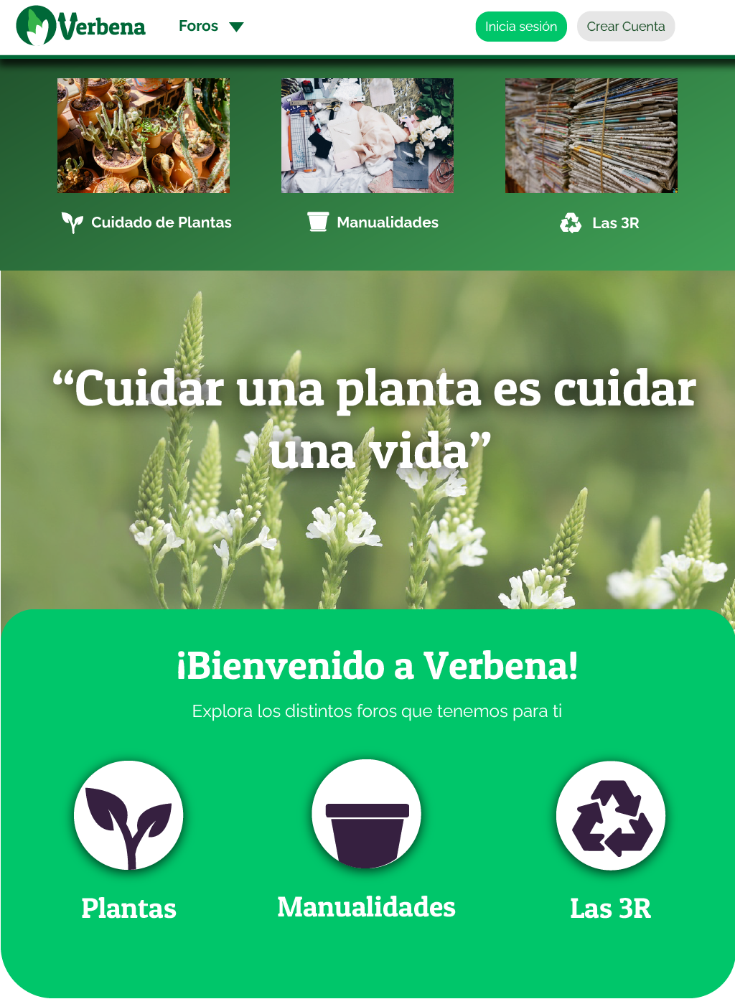 Verbena
Foros
Inicia sesión
Crear Cuenta
Cuidado de Plantas
Manualidades
Las 3R
“Cuidar una planta es cuidar
una vida”
¡Bienvenido a Verbena!
Explora los distintos foros que tenemos para ti
Plantas
Manualidades
Las 3R